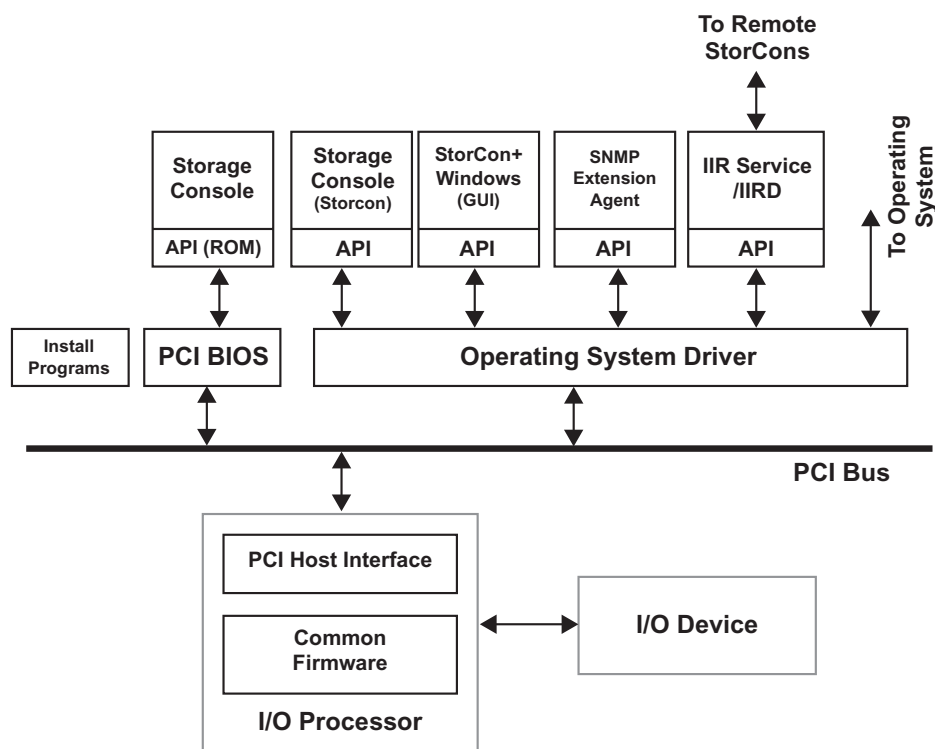 To Remote
StorCons
Storage
Console
API (ROM)
Storage
Console
(Storcon)
API
StorCon+
Windows
(GUI)
API
SNMP
Extension
Agent
API
IIR Service
/IIRD
API
To Operating
System
Install
Programs
PCI BIOS
Operating System Driver
PCI Bus
PCI Host Interface
Common
Firmware
I/O Processor
I/O Device